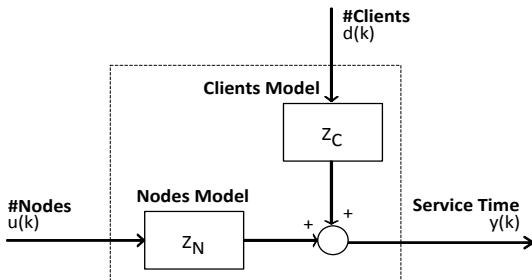 #Clients
d(k)
Clients Model
Z_C
#Nodes
u(k)
Nodes Model
Z_N
+
+
Service Time
y(k)